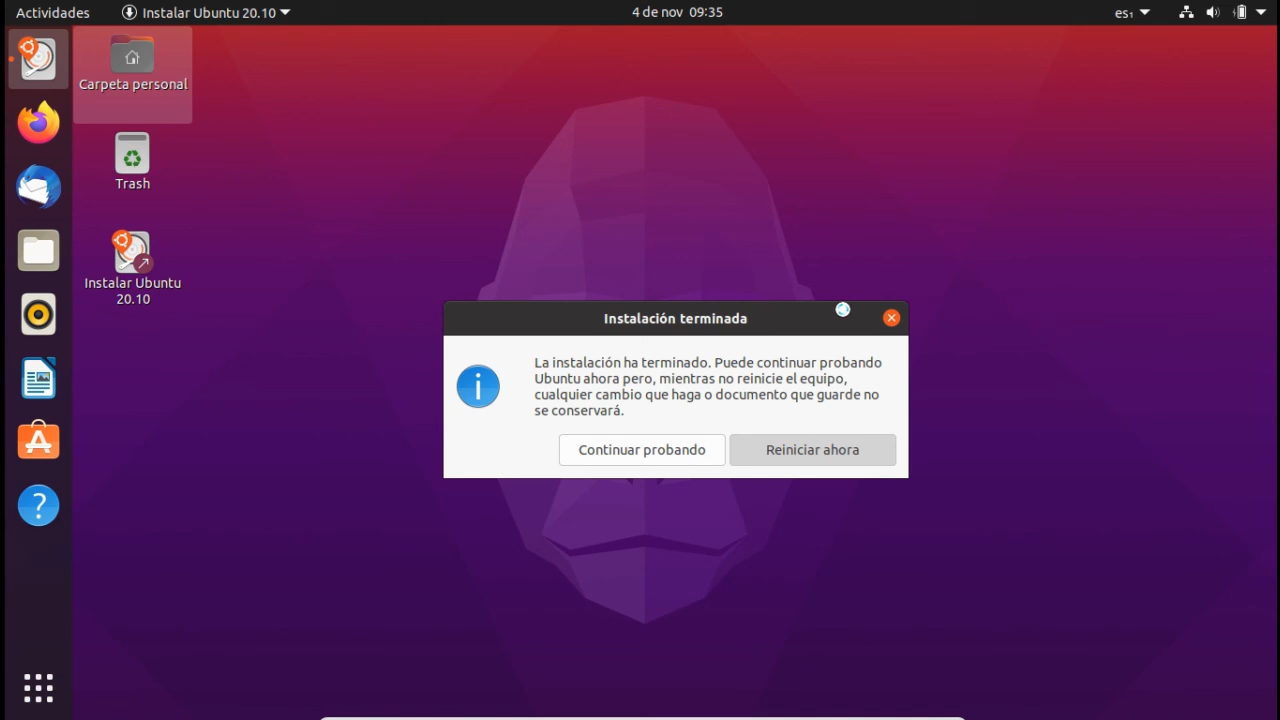 Actividades
Instalar Ubuntu 20.10
4 de nov 09:35
es₁
Carpeta personal
Trash
Instalar Ubuntu
20.10
Instalación terminada
La instalación ha terminado. Puede continuar probando
Ubuntu ahora pero, mientras no reinicie el equipo,
cualquier cambio que haga o documento que guarde no
se conservará.
Continuar probando
Reiniciar ahora